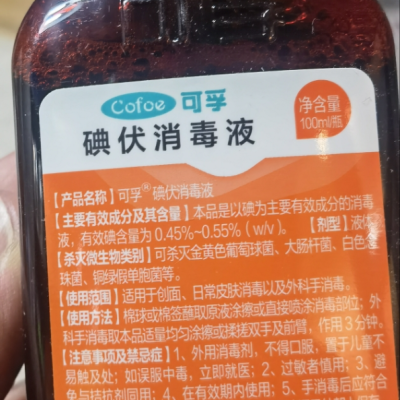 Cofoe 可孚
净含量
100ml/瓶
碘伏消毒液
【产品名称】可孚®碘伏消毒液
【主要有效成分及其含量】本品是以碘为主要有效成分的消毒
液，有效碘含量为0.45%~0.55%（w/v）。【剂型】液体
【杀灭微生物类别】可杀灭金黄色葡萄球菌、大肠杆菌、白色念
珠菌、铜绿假单胞菌等。
【使用范围】适用于创面、日常皮肤消毒以及外科手消毒。
【使用方法】棉球或棉签蘸取原液涂擦或直接喷涂消毒部位；外
科手消毒取本品适量均匀涂擦或揉搓双手及前臂，作用3分钟。
【注意事项及禁忌症】1、外用消毒剂，不得口服，置于儿童不
易触及处；如误服中毒，立即就医；2、过敏者慎用；3、避
免与拮抗剂同用；4、在有效期内使用；5、手消毒后应符合